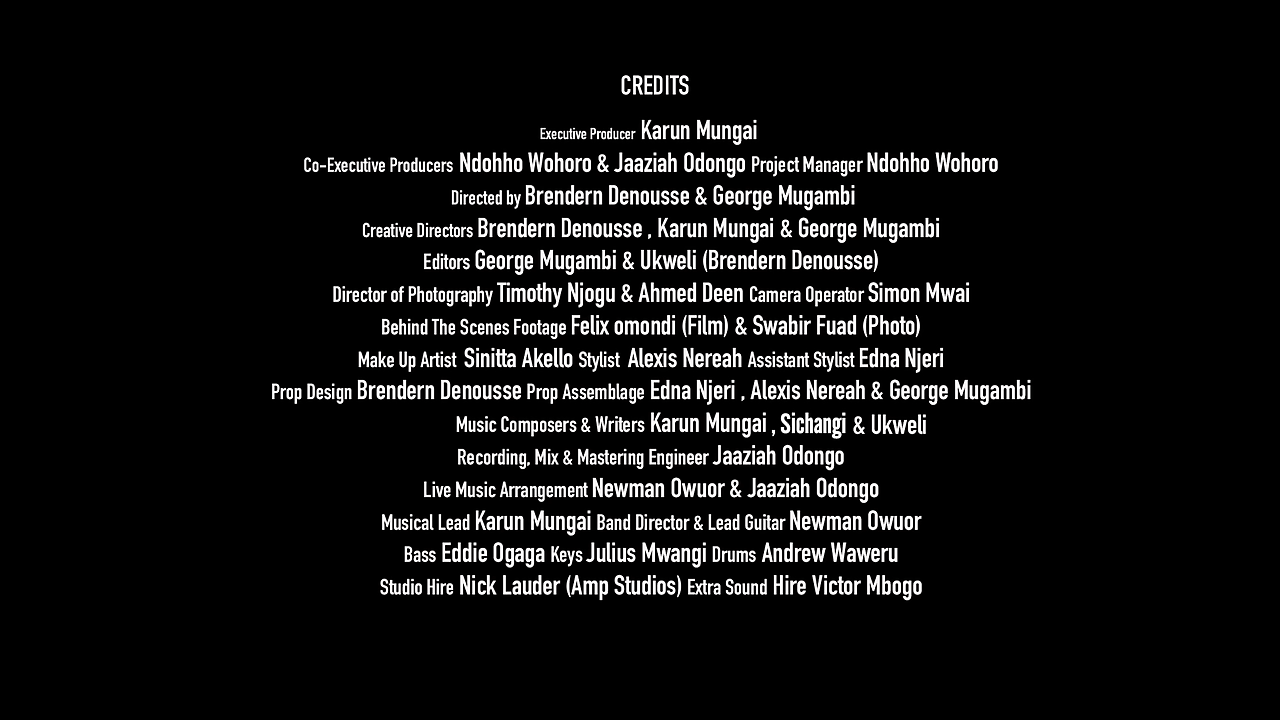 CREDITS
Executive Producer Karun Mungai
Co-Executive Producers Ndohho Wohoro & Jaaziah Odongo Project Manager Ndohho Wohoro
Directed by Brendern Denousse & George Mugambi
Creative Directors Brendern Denousse , Karun Mungai & George Mugambi
Editors George Mugambi & Ukweli (Brendern Denousse)
Director of Photography Timothy Njogu & Ahmed Deen Camera Operator Simon Mwai
Behind The Scenes Footage Felix omondi (Film) & Swabir Fuad (Photo)
Make Up Artist Sinitta Akello Stylist Alexis Nereah Assistant Stylist Edna Njeri
Prop Design Brendern Denousse Prop Assemblage Edna Njeri , Alexis Nereah & George Mugambi
Music Composers & Writers Karun Mungai , Sichangi & Ukweli
Recording, Mix & Mastering Engineer Jaaziah Odongo
Live Music Arrangement Newman Owuor & Jaaziah Odongo
Musical Lead Karun Mungai Band Director & Lead Guitar Newman Owuor
Bass Eddie Ogaga Keys Julius Mwangi Drums Andrew Waweru
Studio Hire Nick Lauder (Amp Studios) Extra Sound Hire Victor Mbogo